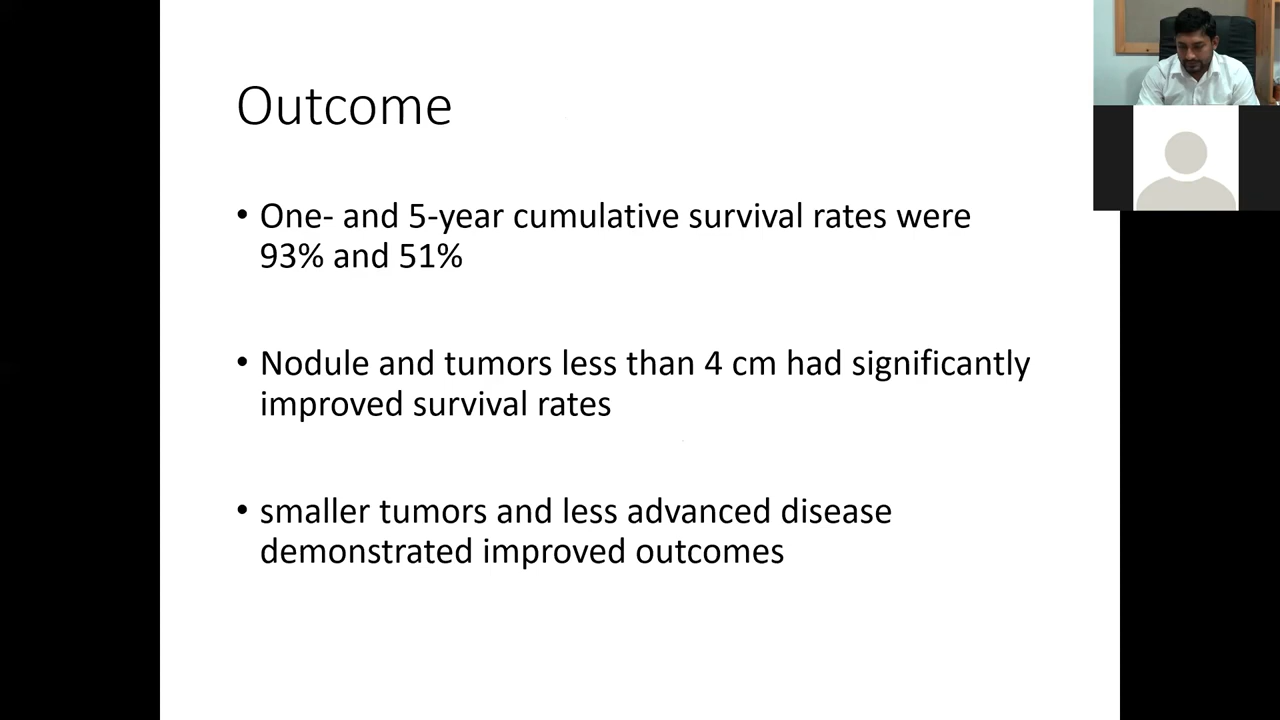 Outcome
• One- and 5-year cumulative survival rates were
93% and 51%
• Nodule and tumors less than 4 cm had significantly
improved survival rates
• smaller tumors and less advanced disease
demonstrated improved outcomes